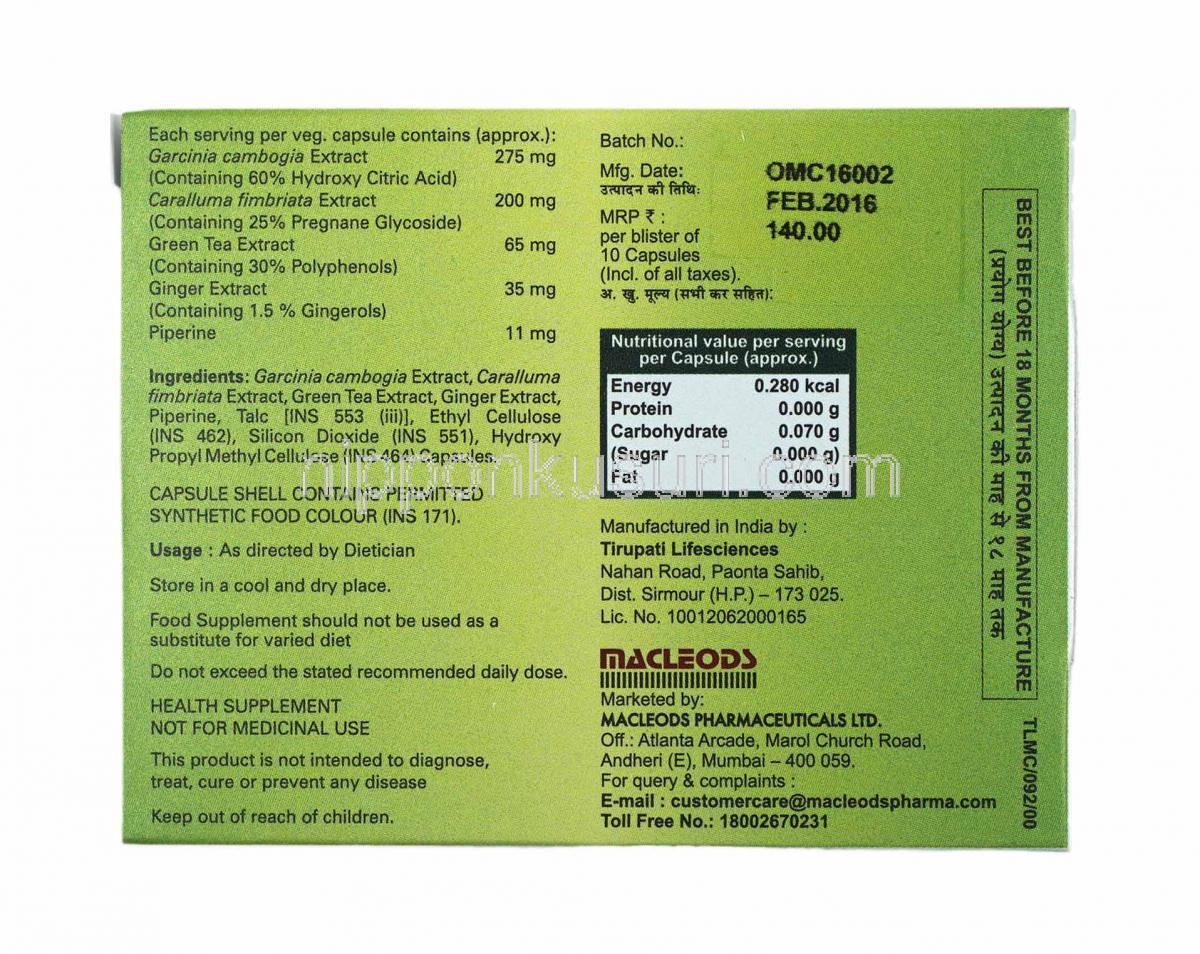 Each serving per veg. capsule contains (approx.):
Garcinia cambogia Extract 275 mg
(Containing 60% Hydroxy Citric Acid)
Caralluma fimbriata Extract 200 mg
(Containing 25% Pregnane Glycoside)
Green Tea Extract 65 mg
(Containing 30% Polyphenols)
Ginger Extract 35 mg
(Containing 1.5 % Gingerols)
Piperine 11 mg
Ingredients: Garcinia cambogia Extract, Caralluma
fimbriata Extract, Green Tea Extract, Ginger Extract,
Piperine, Talc [INS 553 (iii)], Ethyl Cellulose
(INS 462), Silicon Dioxide (INS 551), Hydroxy
Propyl Methyl Cellulose (INS 464) Capsules.
CAPSULE SHELL CONTAINS PERMITTED
SYNTHETIC FOOD COLOUR (INS 171).
Usage : As directed by Dietician
Store in a cool and dry place.
Food Supplement should not be used as a
substitute for varied diet
Do not exceed the stated recommended daily dose.
HEALTH SUPPLEMENT
NOT FOR MEDICINAL USE
This product is not intended to diagnose,
treat, cure or prevent any disease
Keep out of reach of children.
Batch No.:
Mfg. Date: OMC16002
उत्पादन की तिथि: FEB.2016
MRP ₹ : 140.00
per blister of
10 Capsules
(Incl. of all taxes).
अ. खु. मूल्य (सभी कर सहित):
Nutritional value per serving
per Capsule (approx.)
Energy 0.280 kcal
Protein 0.000 g
Carbohydrate 0.070 g
(Sugar 0.000 g)
Fat 0.000 g
Manufactured in India by :
Tirupati Lifesciences
Nahan Road, Paonta Sahib,
Dist. Sirmour (H.P.) – 173 025.
Lic. No. 10012062000165
MACLEODS
Marketed by:
MACLEODS PHARMACEUTICALS LTD.
Off.: Atlanta Arcade, Marol Church Road,
Andheri (E), Mumbai – 400 059.
For query & complaints :
E-mail : customercare@macleodspharma.com
Toll Free No.: 18002670231
BEST BEFORE 18 MONTHS FROM MANUFACTURE
(प्रयोग योग्य) उत्पादन की माह से १८ माह तक
TLMC/092/00
nipponkusuri.com